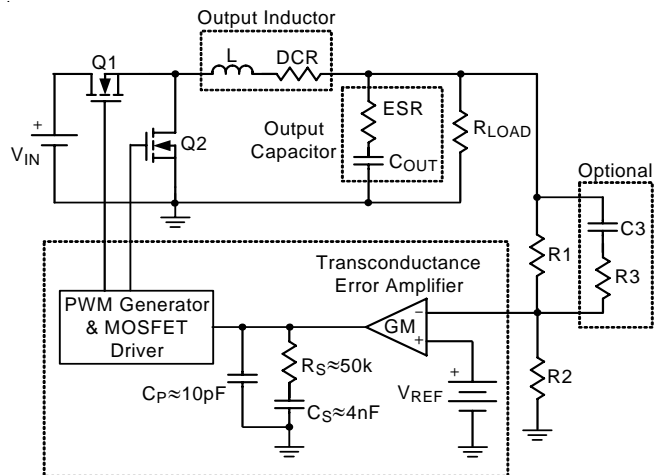 Output Inductor
Q1
L
DCR
+
VIN
Q2
Output
Capacitor
ESR
COUT
RLOAD
Optional
C3
R1
R3
Transconductance
Error Amplifier
PWM Generator
& MOSFET
Driver
GM
−
+
RS≈50k
CP≈10pF
CS≈4nF
VREF
+
R2